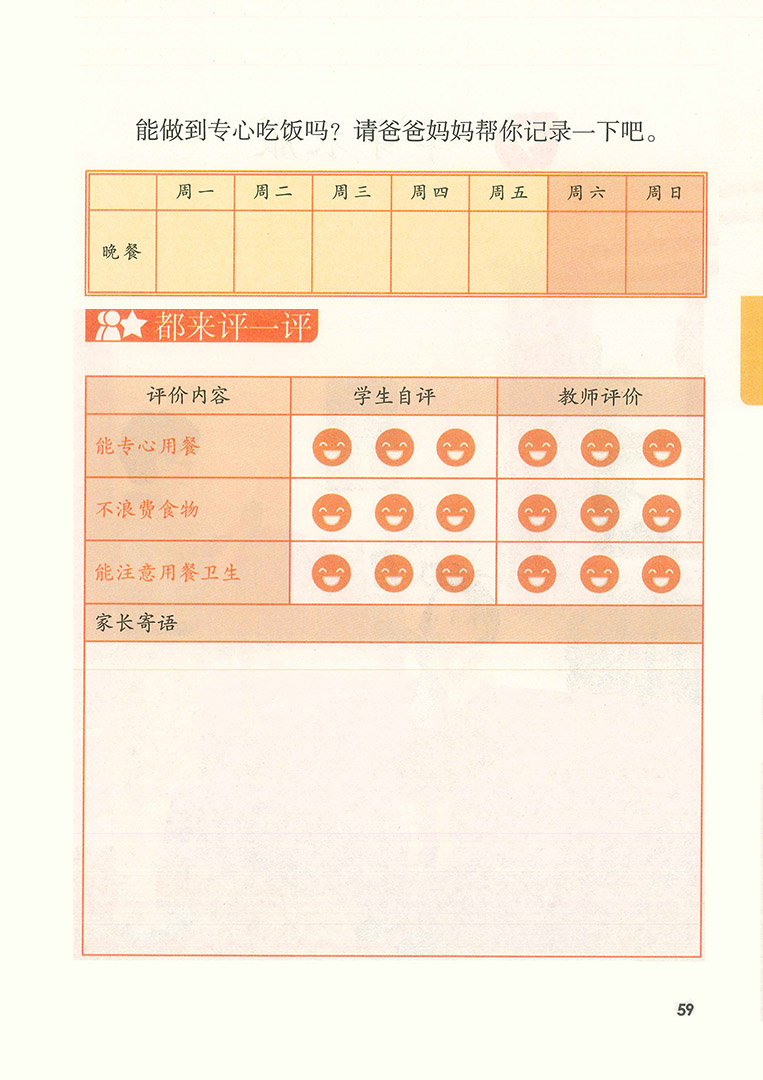 能做到专心吃饭吗？请爸爸妈妈帮你记录一下吧。
周一 周二 周三 周四 周五 周六 周日
晚餐
都来评一评
评价内容 学生自评 教师评价
能专心用餐
不浪费食物
能注意用餐卫生
家长寄语
59